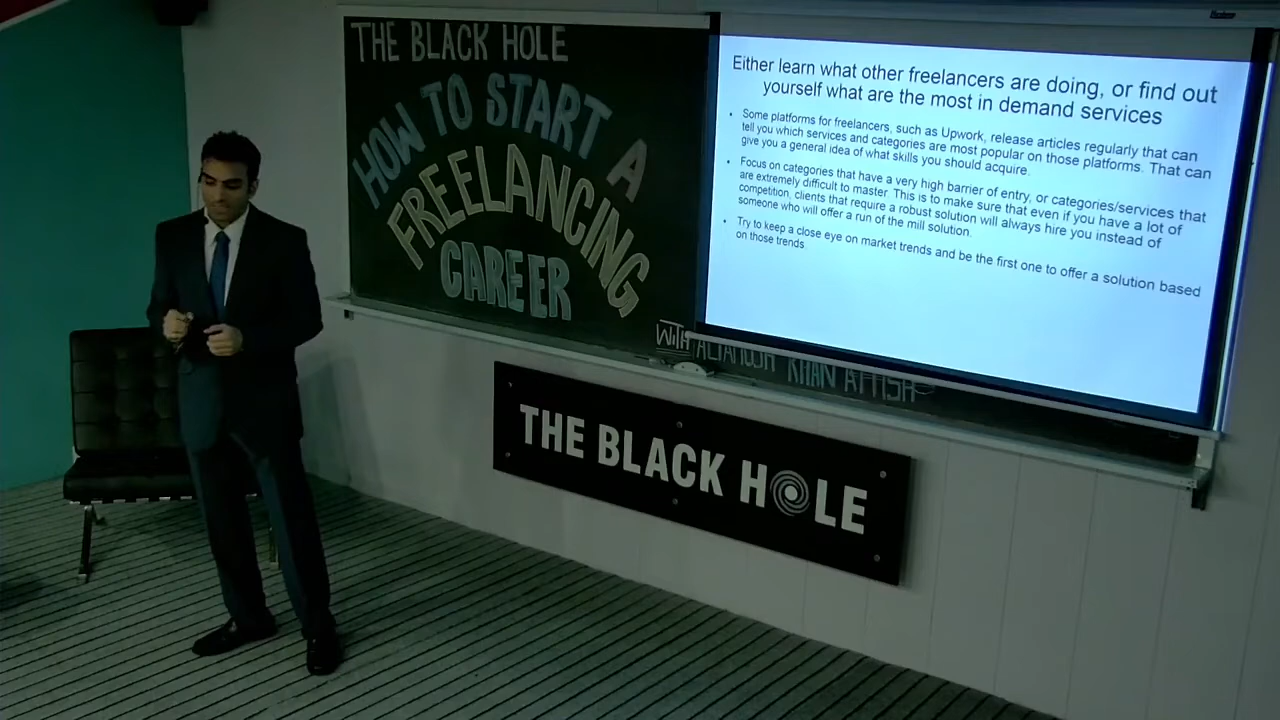 THE BLACK HOLE
HOW TO START A
FREELANCING
CAREER
WITH
KHAN
Either learn what other freelancers are doing, or find out
yourself what are the most in demand services
• Some platforms for freelancers, such as Upwork, release articles regularly that can
tell you which services and categories are most popular on those platforms. That can
give you a general idea of what skills you should acquire.
• Focus on categories that have a very high barrier of entry, or categories/services that
are extremely difficult to master. This is to make sure that even if you have a lot of
competition, clients that require a robust solution will always hire you instead of
someone who will offer a run of the mill solution.
• Try to keep a close eye on market trends and be the first one to offer a solution based
on those trends
THE BLACK HOLE